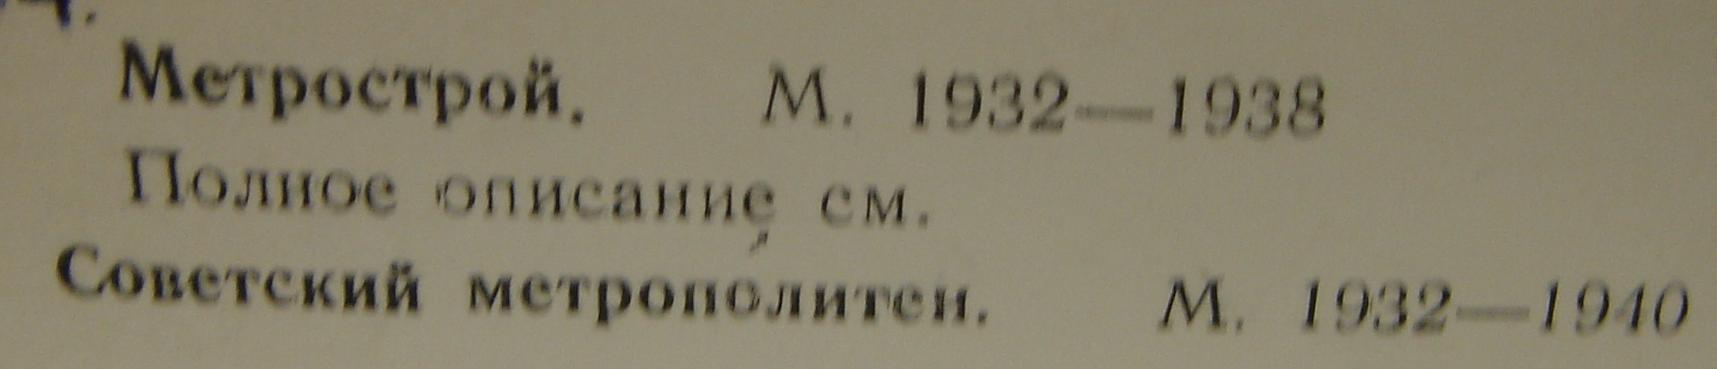 Метрострой. М. 1932—1938
Полное описание см.
Советский метрополитен. М. 1932—1940